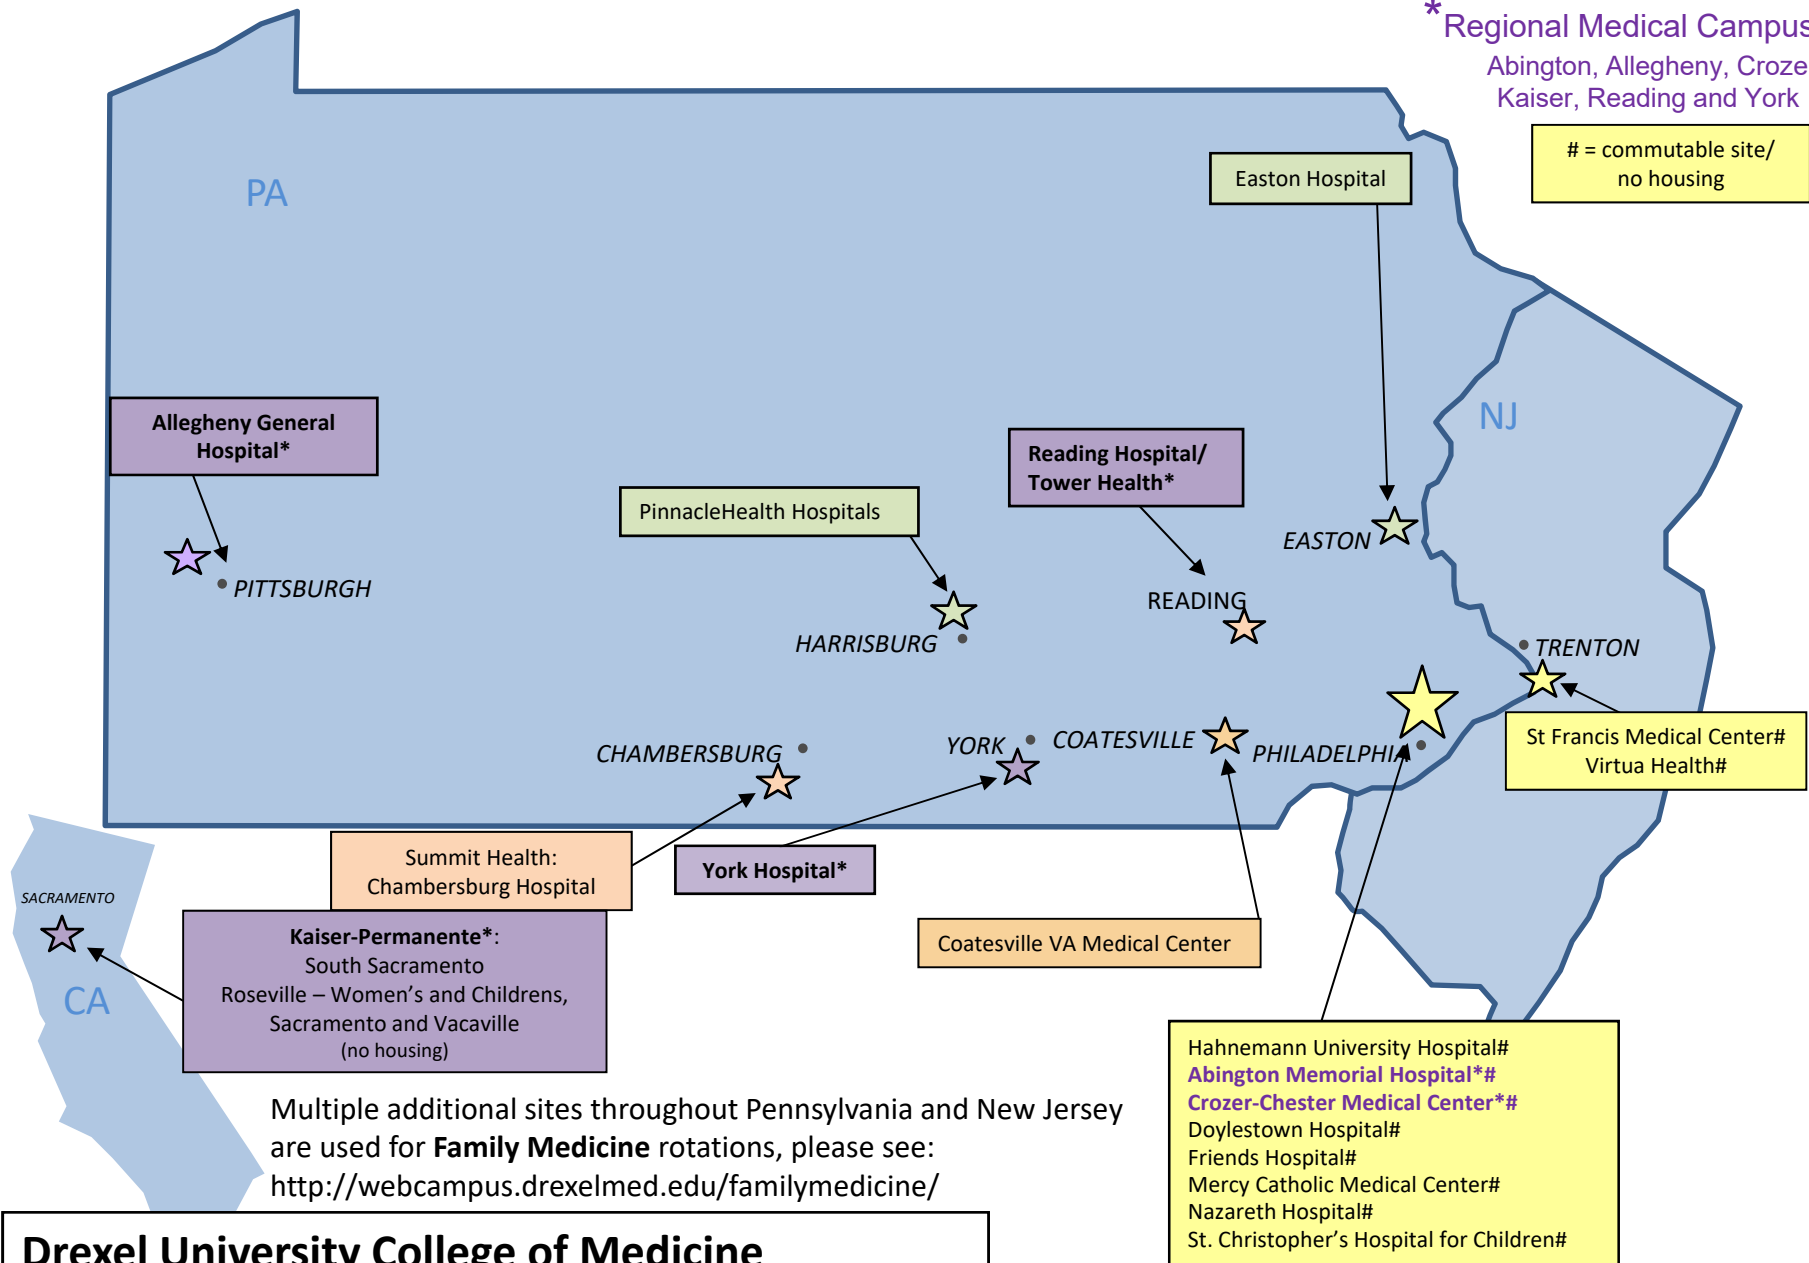 *Regional Medical Campus
Abington, Allegheny, Croze
Kaiser, Reading and York
# = commutable site/
no housing
PA
Easton Hospital
NJ
Allegheny General
Hospital*
Reading Hospital/
Tower Health*
PinnacleHealth Hospitals
EASTON
PITTSBURGH
READING
HARRISBURG
TRENTON
CHAMBERSBURG
YORK
COATESVILLE
PHILADELPHIA
St Francis Medical Center#
Virtua Health#
Summit Health:
Chambersburg Hospital
York Hospital*
SACRAMENTO
Coatesville VA Medical Center
Kaiser-Permanente*:
South Sacramento
Roseville – Women's and Childrens,
Sacramento and Vacaville
(no housing)
CA
Hahnemann University Hospital#
Abington Memorial Hospital*#
Crozer-Chester Medical Center*#
Doylestown Hospital#
Friends Hospital#
Mercy Catholic Medical Center#
Nazareth Hospital#
St. Christopher's Hospital for Children#
Multiple additional sites throughout Pennsylvania and New Jersey
are used for Family Medicine rotations, please see:
http://webcampus.drexelmed.edu/familymedicine/
Drexel University College of Medicine